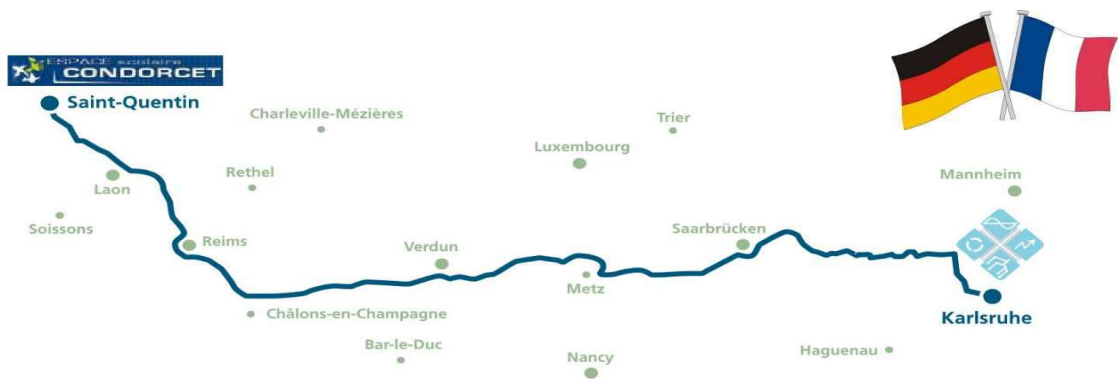 ESPACE scolaire
CONDORCET
Saint-Quentin
Charleville-Mézières
Trier
Luxembourg
Mannheim
Laon
Rethel
Soissons
Reims
Verdun
Saarbrücken
Metz
Châlons-en-Champagne
Karlsruhe
Bar-le-Duc
Nancy
Haguenau